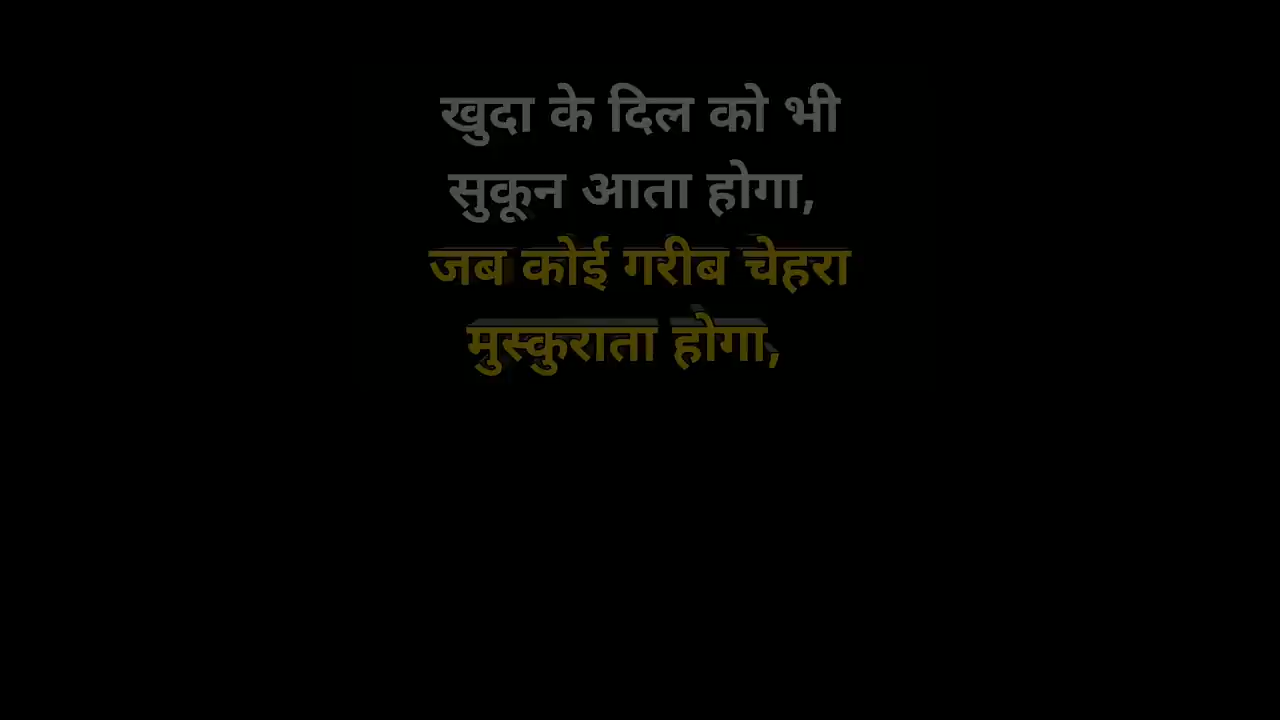 खुदा के दिल को भी
सुकून आता होगा,
जब कोई गरीब चेहरा
मुस्कुराता होगा,